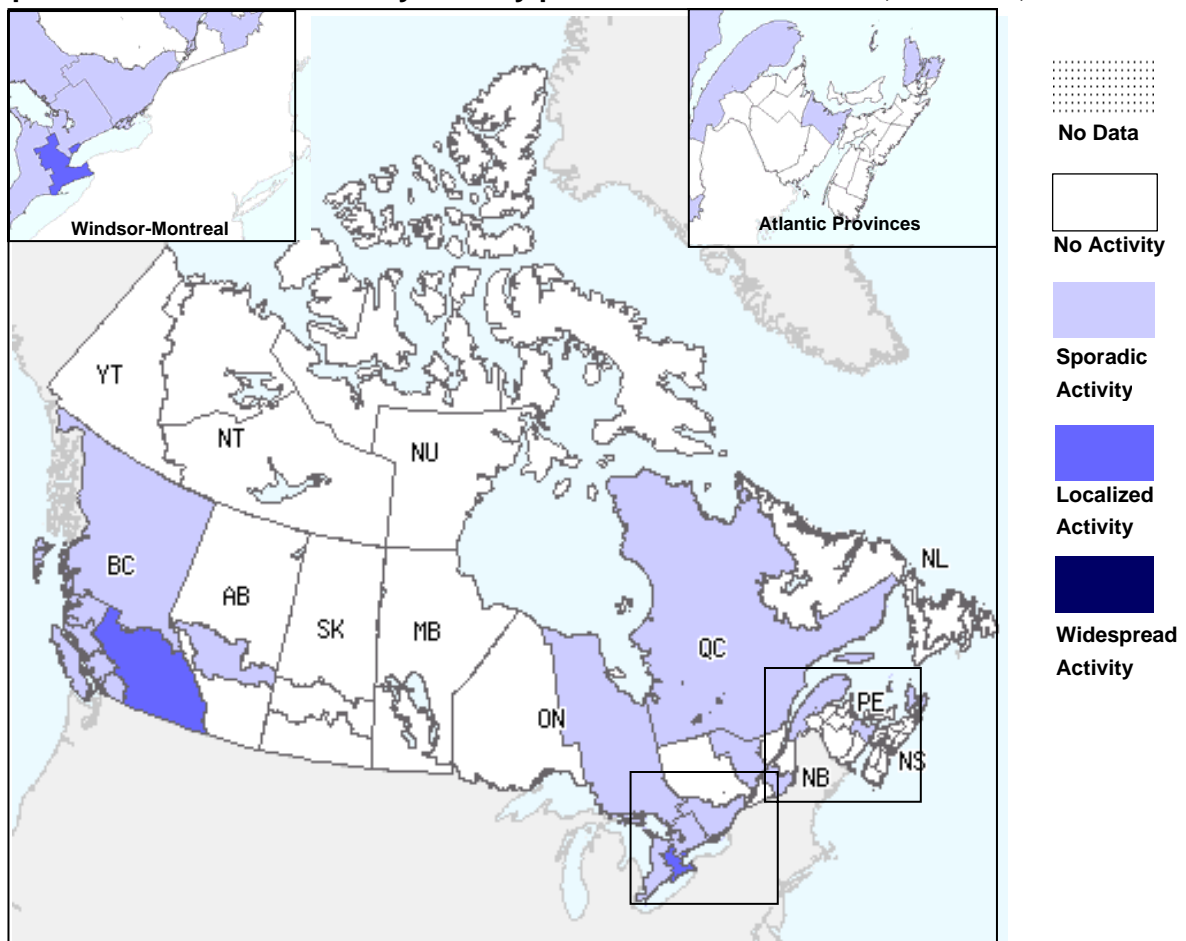 Windsor-Montreal
Atlantic Provinces
No Data
No Activity
Sporadic
Activity
Localized
Activity
Widespread
Activity
YT
NT
NU
BC
AB
SK
MB
ON
QC
NL
PE
NB
NS